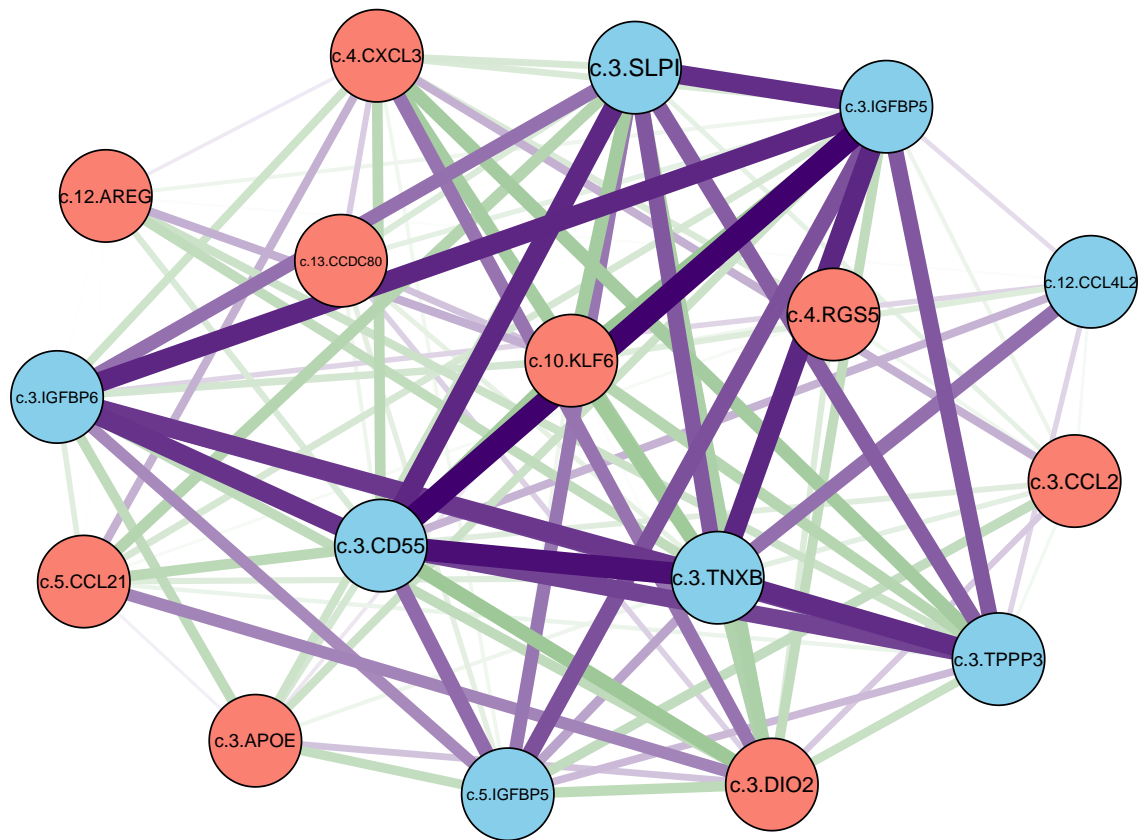 c.4.CXCL3
c.3.SLPI
c.3.IGFBP5
c.12.AREG
c.13.CCDC80
c.12.CCL4L2
c.4.RGS5
c.10.KLF6
c.3.IGFBP6
c.3.CCL2
c.3.CD55
c.5.CCL21
c.3.TNXB
c.3.TPPP3
c.3.APOE
c.3.DIO2
c.5.IGFBP5